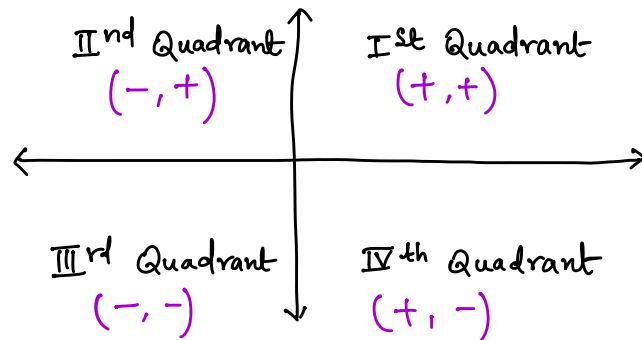 IInd Quadrant
(-,+)
Ist Quadrant
(+,+)
IIIrd Quadrant
(-,-)
IVth Quadrant
(+,-)